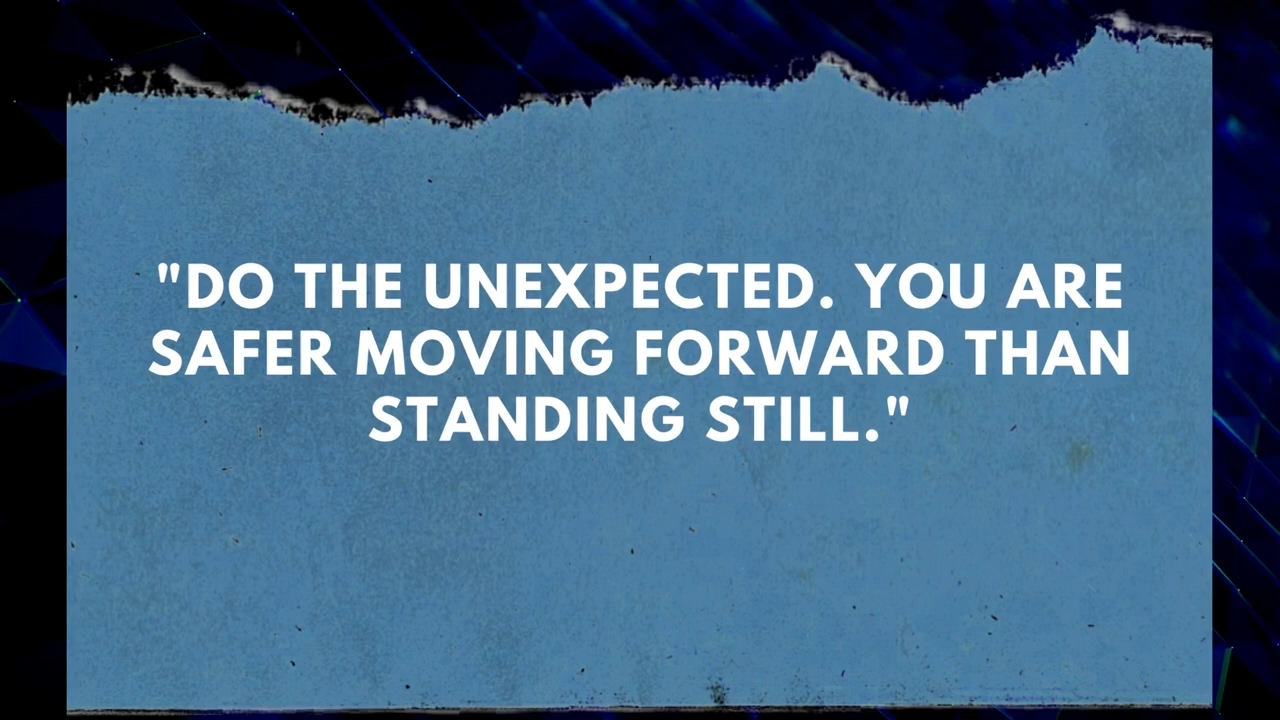 "DO THE UNEXPECTED. YOU ARE
SAFER MOVING FORWARD THAN
STANDING STILL."